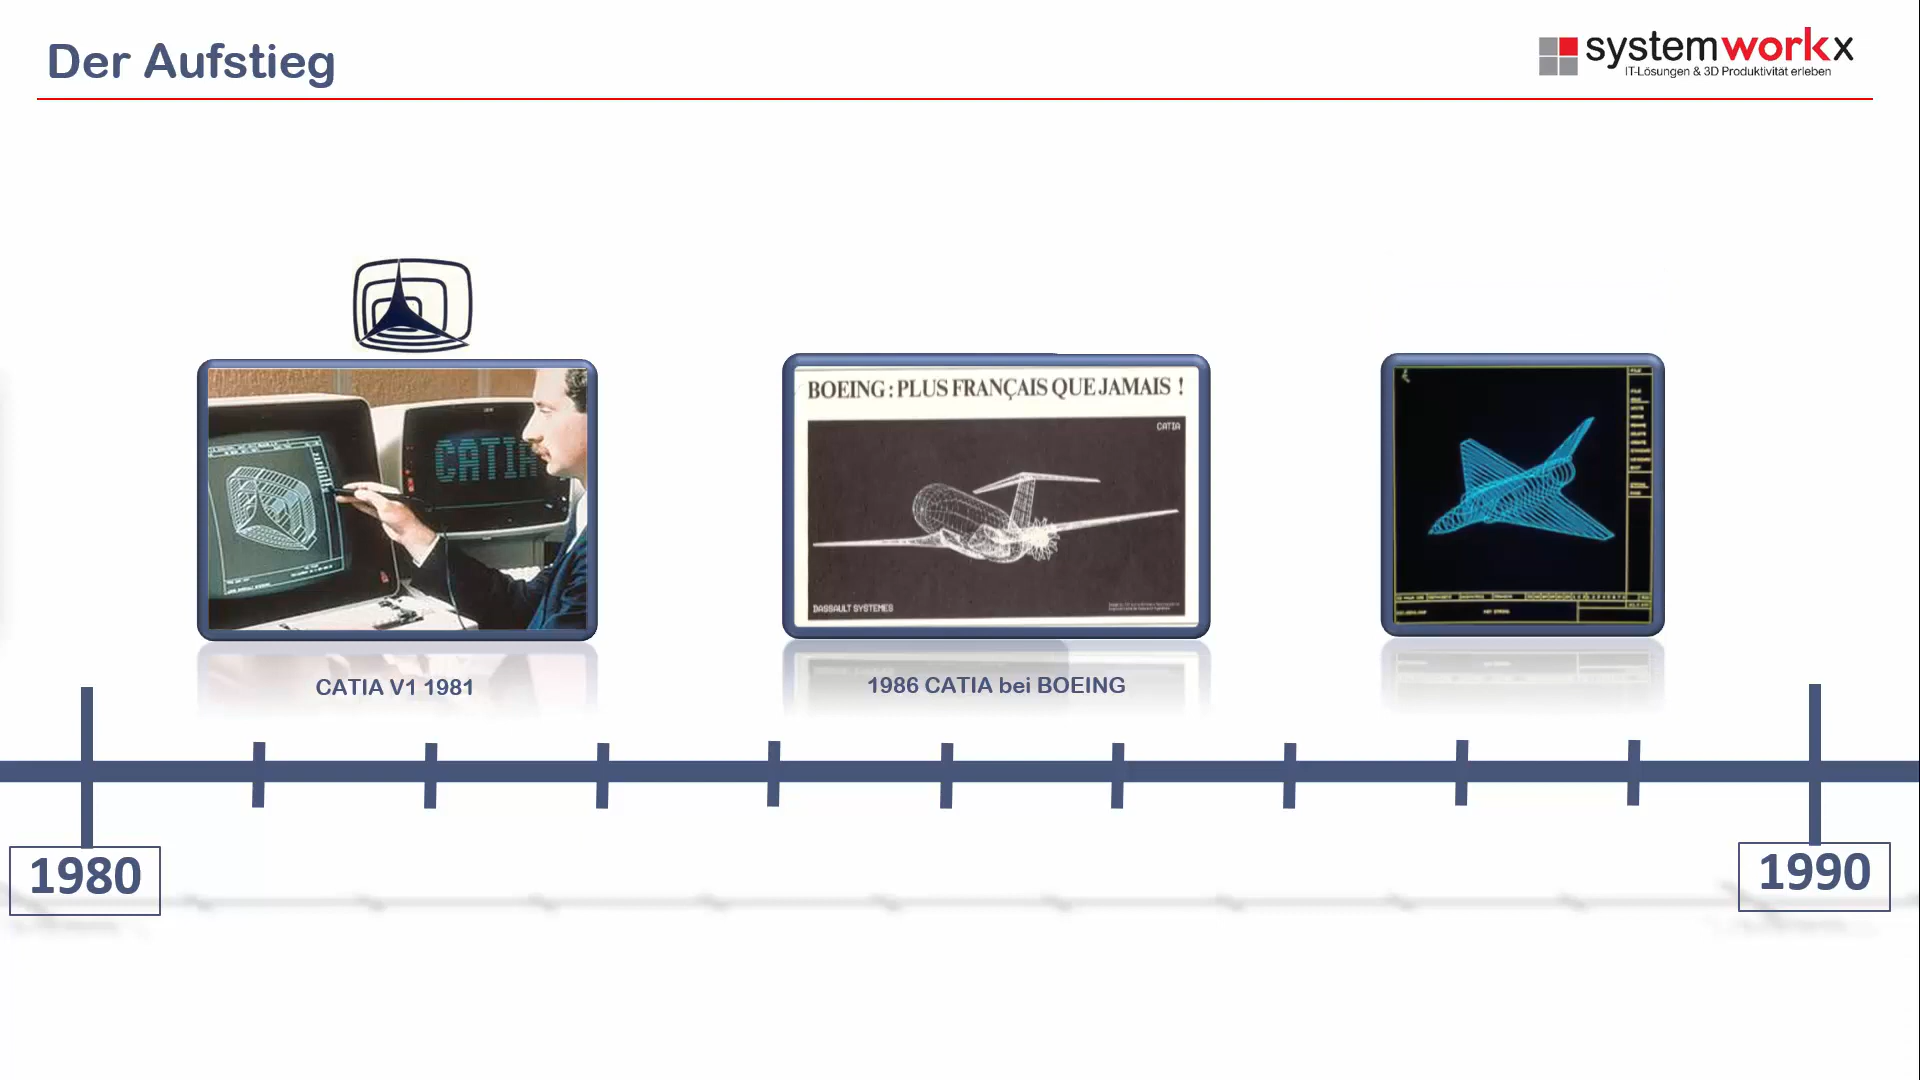 Der Aufstieg
systemworkx
IT-Lösungen & 3D Produktivität erleben
CATIA
BOEING : PLUS FRANÇAIS QUE JAMAIS !
CATIA
DASSAULT SYSTEMES
CATIA V1 1981
1986 CATIA bei BOEING
1980
1990